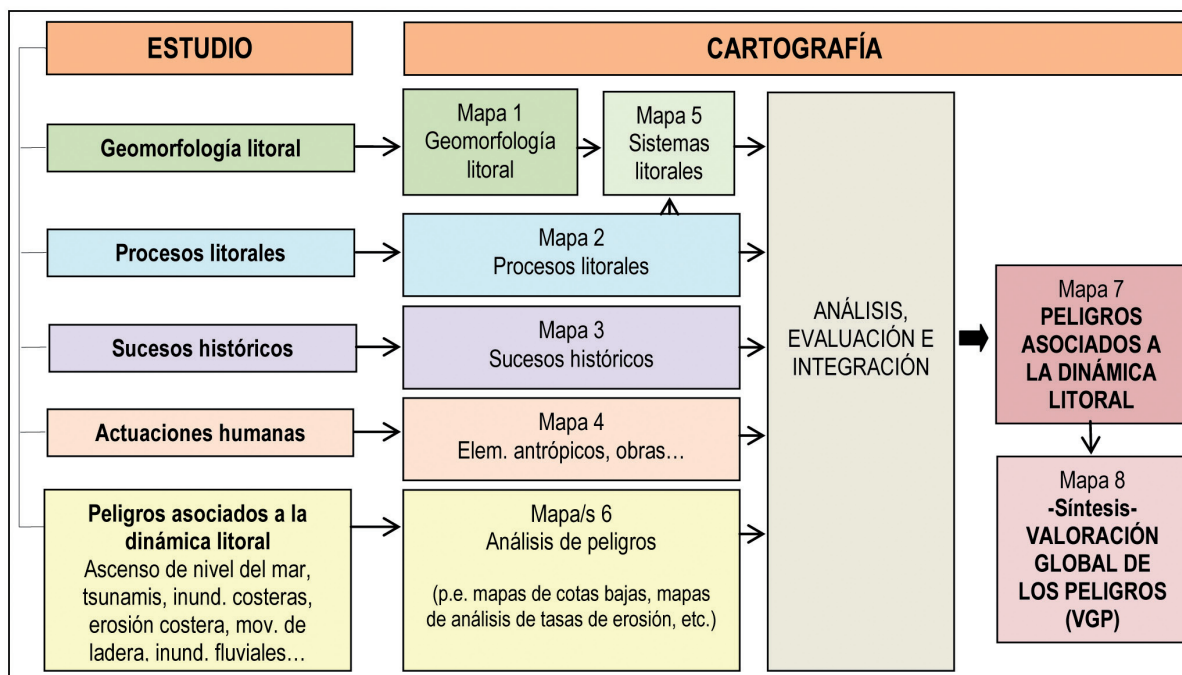 ESTUDIO
CARTOGRAFÍA
Geomorfología litoral
Mapa 1
Geomorfología
litoral
Mapa 5
Sistemas
litorales
Procesos litorales
Mapa 2
Procesos litorales
Sucesos históricos
Mapa 3
Sucesos históricos
Actuaciones humanas
Mapa 4
Elem. antrópicos, obras…
Peligros asociados a la
dinámica litoral
Ascenso de nivel del mar,
tsunamis, inund. costeras,
erosión costera, mov. de
ladera, inund. fluviales…
Mapa/s 6
Análisis de peligros
(p.e. mapas de cotas bajas, mapas
de análisis de tasas de erosión, etc.)
ANÁLISIS,
EVALUACIÓN E
INTEGRACIÓN
Mapa 7
PELIGROS
ASOCIADOS A
LA DINÁMICA
LITORAL
Mapa 8
-Síntesis-
VALORACIÓN
GLOBAL DE
LOS PELIGROS
(VGP)